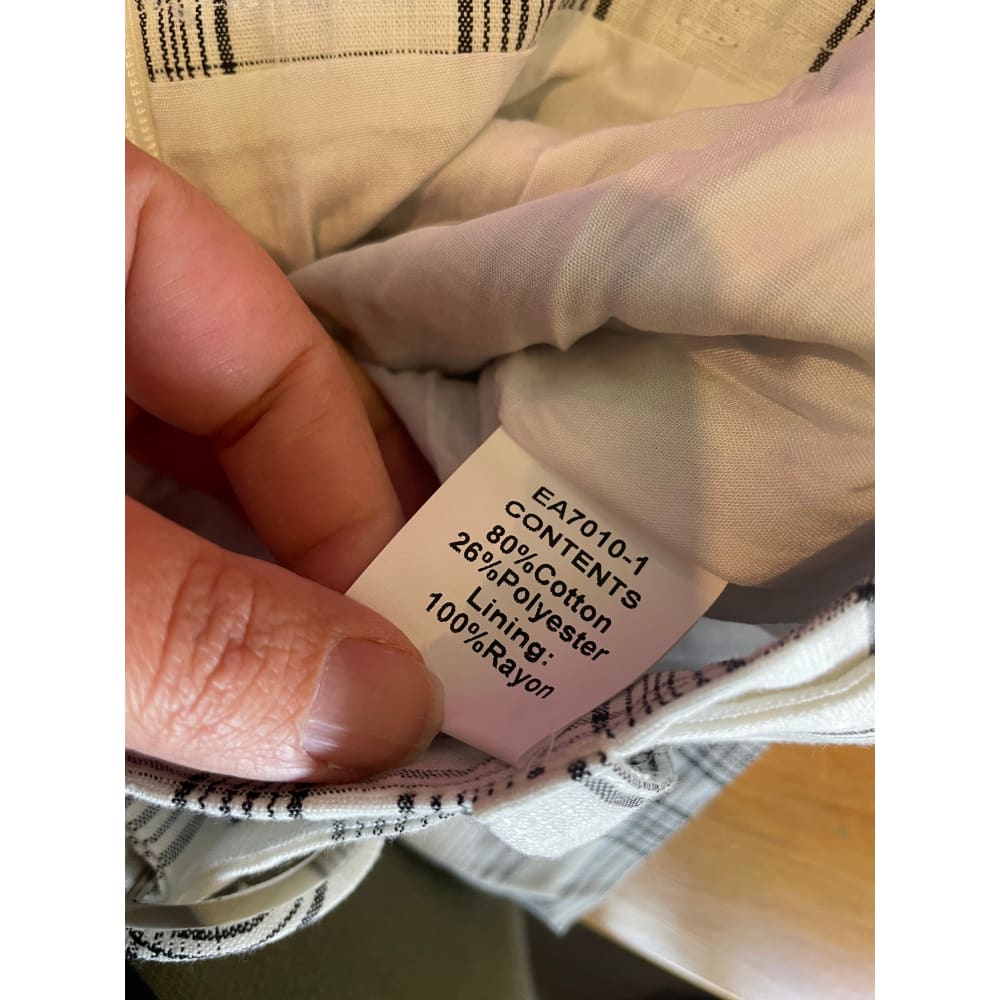 EA7010-1
CONTENTS
80%Cotton
26%Polyester
Lining:
100%Rayon